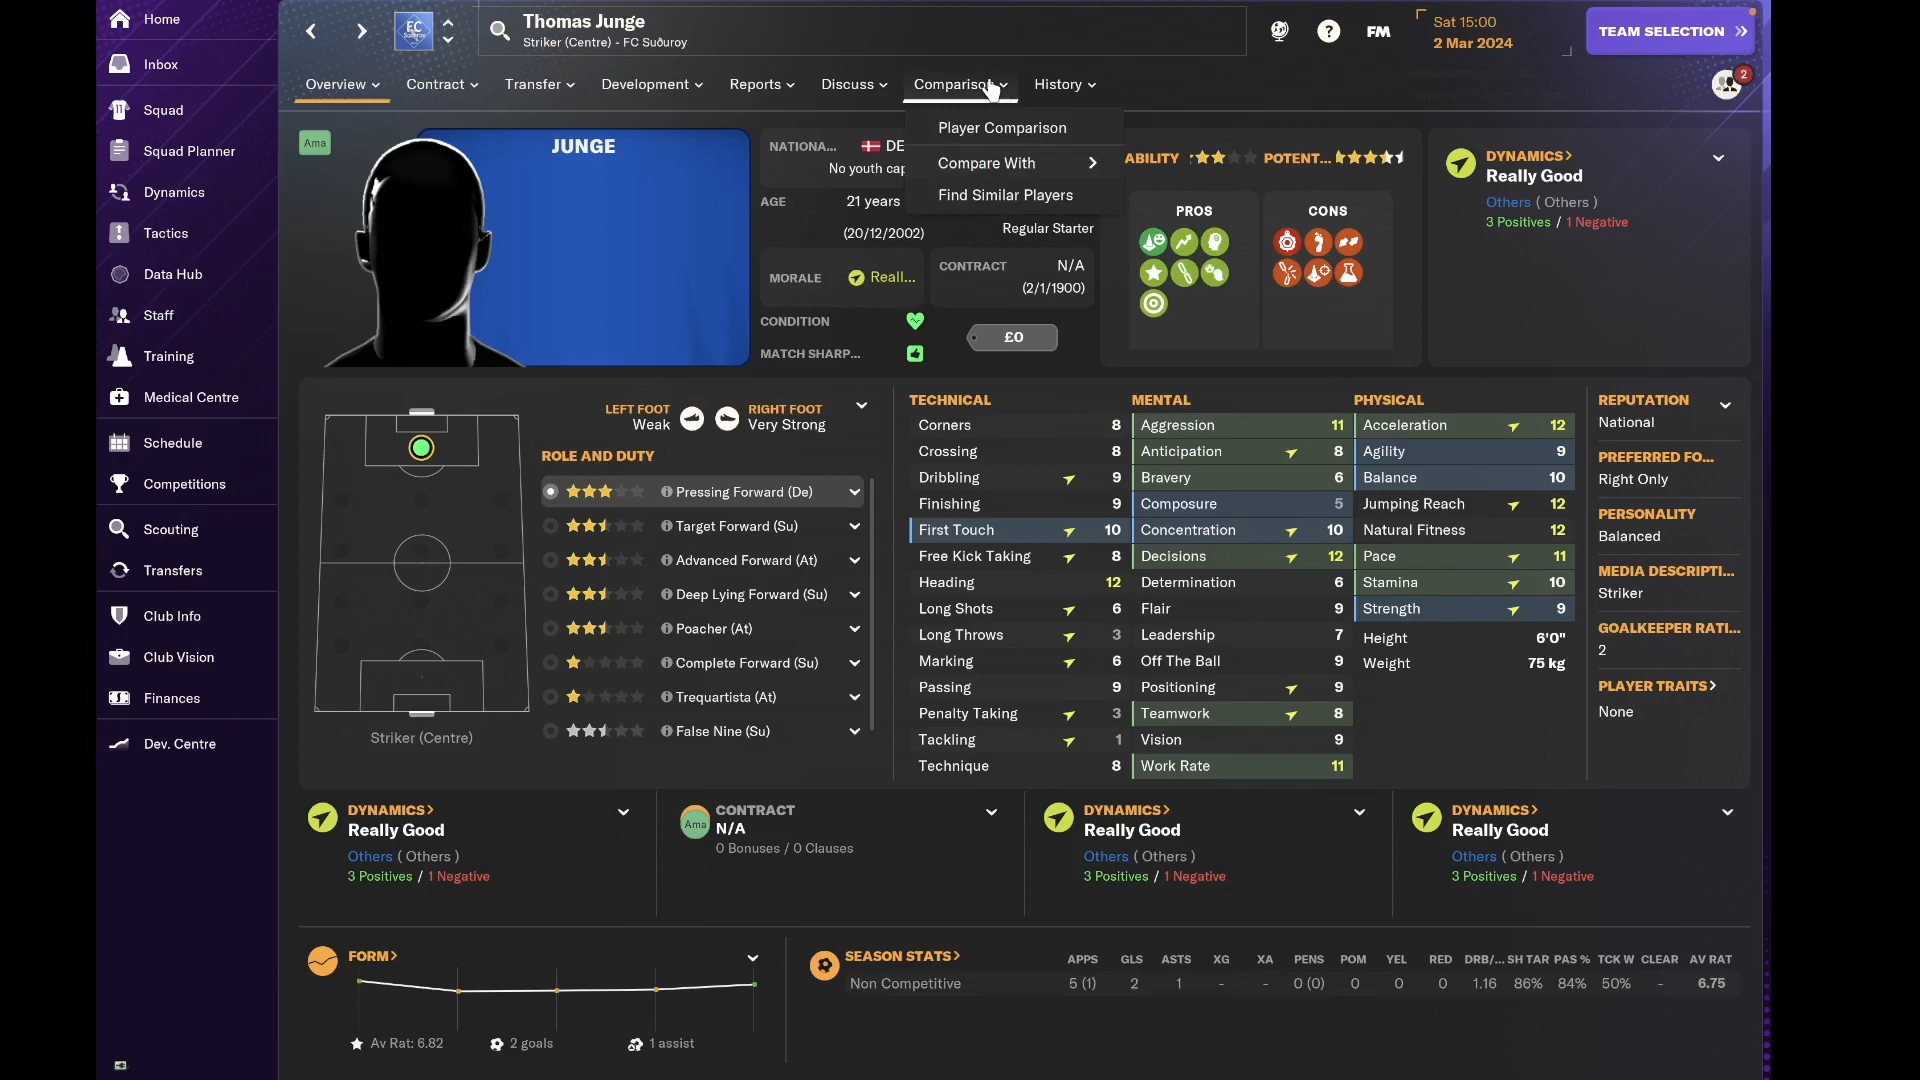 Home
Inbox
Squad
Squad Planner
Dynamics
Tactics
Data Hub
Staff
Training
Medical Centre
Schedule
Competitions
Scouting
Transfers
Club Info
Club Vision
Finances
Dev. Centre
FC
Thomas Junge
Striker (Centre) - FC Suðuroy
?
FM
Sat 15:00
2 Mar 2024
TEAM SELECTION
Overview
Contract
Transfer
Development
Reports
Discuss
Comparison
History
2
Player Comparison
Compare With
Find Similar Players
Ama
JUNGE
NATIONA... DE
No youth cap
AGE 21 years
(20/12/2002)
MORALE Reall...
CONDITION
MATCH SHARP...
Regular Starter
CONTRACT N/A
(2/1/1900)
£0
ABILITY
POTENT...
PROS
CONS
DYNAMICS>
Really Good
Others ( Others )
3 Positives / 1 Negative
LEFT FOOT
Weak
RIGHT FOOT
Very Strong
ROLE AND DUTY
Pressing Forward (De)
Target Forward (Su)
Advanced Forward (At)
Deep Lying Forward (Su)
Poacher (At)
Complete Forward (Su)
Trequartista (At)
False Nine (Su)
Striker (Centre)
TECHNICAL
Corners 8
Crossing 8
Dribbling 9
Finishing 9
First Touch 10
Free Kick Taking 8
Heading 12
Long Shots 6
Long Throws 3
Marking 6
Passing 9
Penalty Taking 3
Tackling 1
Technique 8
MENTAL
Aggression 11
Anticipation 8
Bravery 6
Composure 5
Concentration 10
Decisions 12
Determination 6
Flair 9
Leadership 7
Off The Ball 9
Positioning 9
Teamwork 8
Vision 9
Work Rate 11
PHYSICAL
Acceleration 12
Agility 9
Balance 10
Jumping Reach 12
Natural Fitness 12
Pace 11
Stamina 10
Strength 9
Height 6'0"
Weight 75 kg
REPUTATION
National
PREFERRED FO...
Right Only
PERSONALITY
Balanced
MEDIA DESCRIPTI...
Striker
GOALKEEPER RATI...
2
PLAYER TRAITS>
None
DYNAMICS>
Really Good
Others ( Others )
3 Positives / 1 Negative
Ama
CONTRACT
N/A
0 Bonuses / 0 Clauses
DYNAMICS>
Really Good
Others ( Others )
3 Positives / 1 Negative
DYNAMICS>
Really Good
Others ( Others )
3 Positives / 1 Negative
FORM>
Av Rat: 6.82
2 goals
1 assist
SEASON STATS> APPS GLS ASTS XG XA PENS POM YEL RED DRB/... SH TAR PAS % TCK W CLEAR AV RAT
Non Competitive 5 (1) 2 1 - - 0 (0) 0 0 0 1.16 86% 84% 50% - 6.75